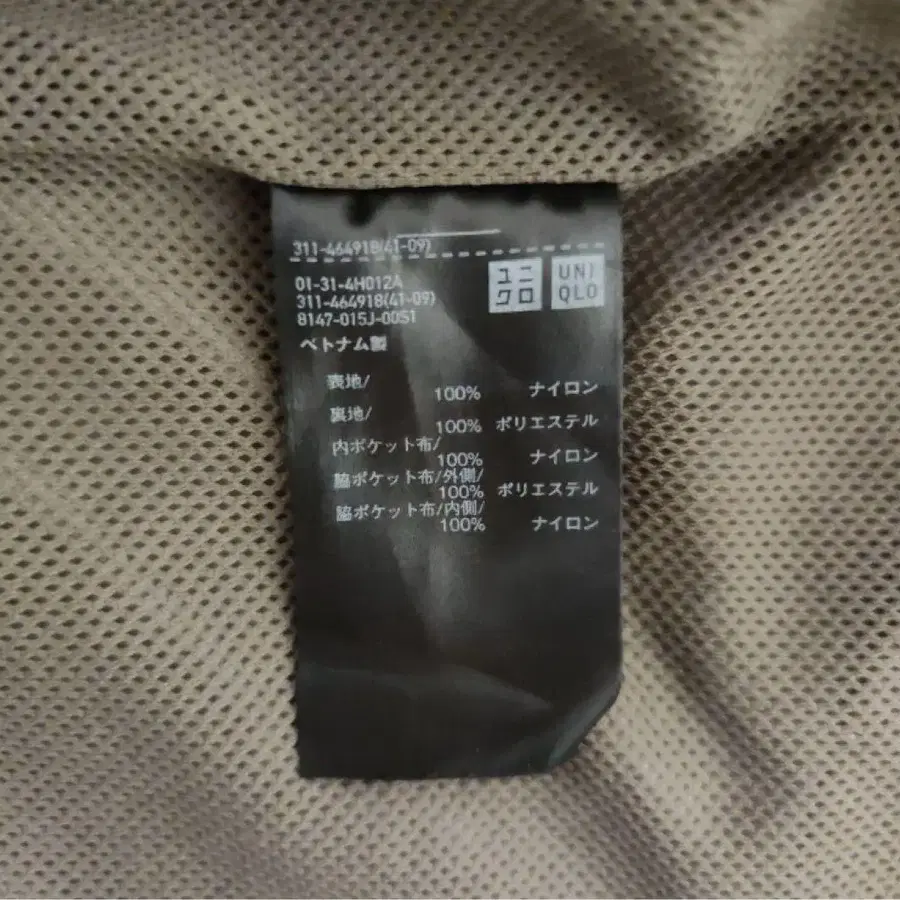 311-464918(41-09)
ユニ
クロ
UNI
QLO
01-31-4H012A
311-464918(41-09)
8147-015J-00S1
ベトナム製
表地/
100% ナイロン
裏地/
100% ポリエステル
内ポケット布/
100% ナイロン
脇ポケット布/外側/
100% ポリエステル
脇ポケット布/内側/
100% ナイロン